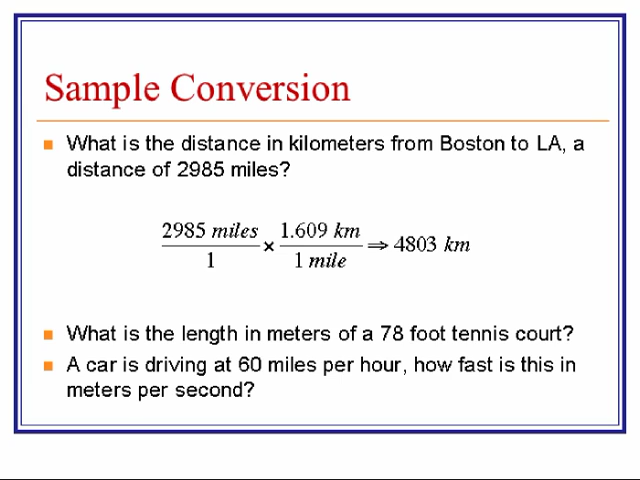 Sample Conversion
What is the distance in kilometers from Boston to LA, a
distance of 2985 miles?
2985 miles / 1 × 1.609 km / 1 mile ⇒ 4803 km
What is the length in meters of a 78 foot tennis court?
A car is driving at 60 miles per hour, how fast is this in
meters per second?